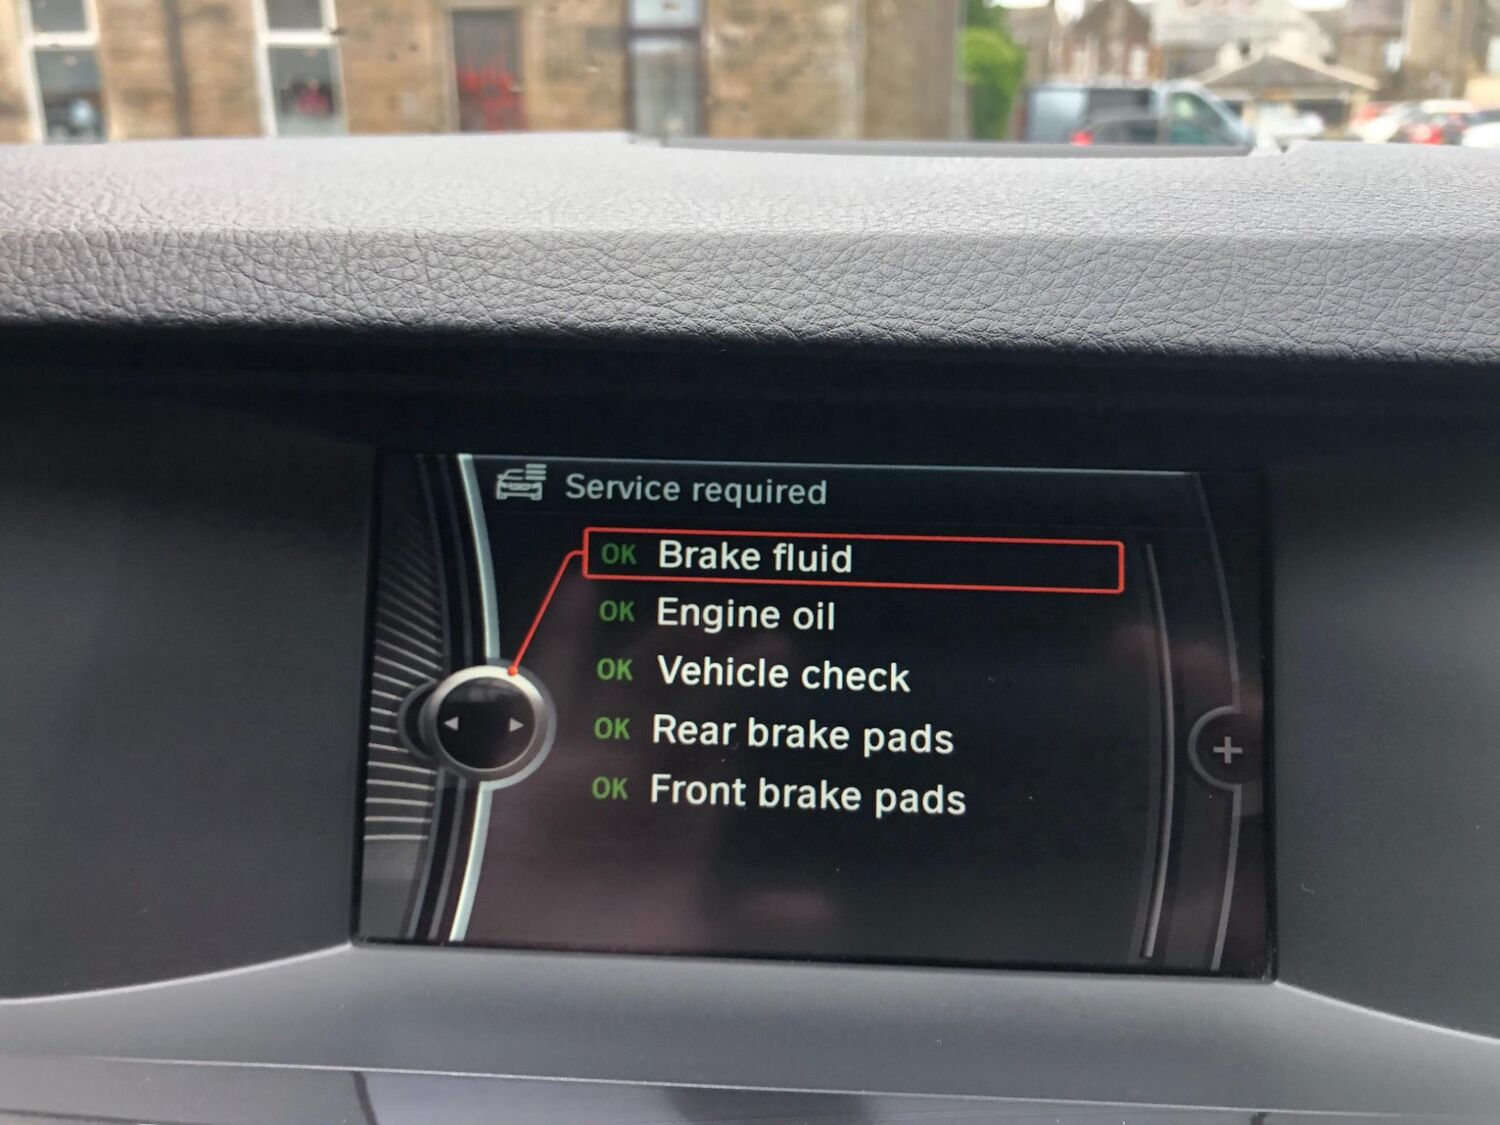 Service required
OK Brake fluid
OK Engine oil
OK Vehicle check
OK Rear brake pads
OK Front brake pads